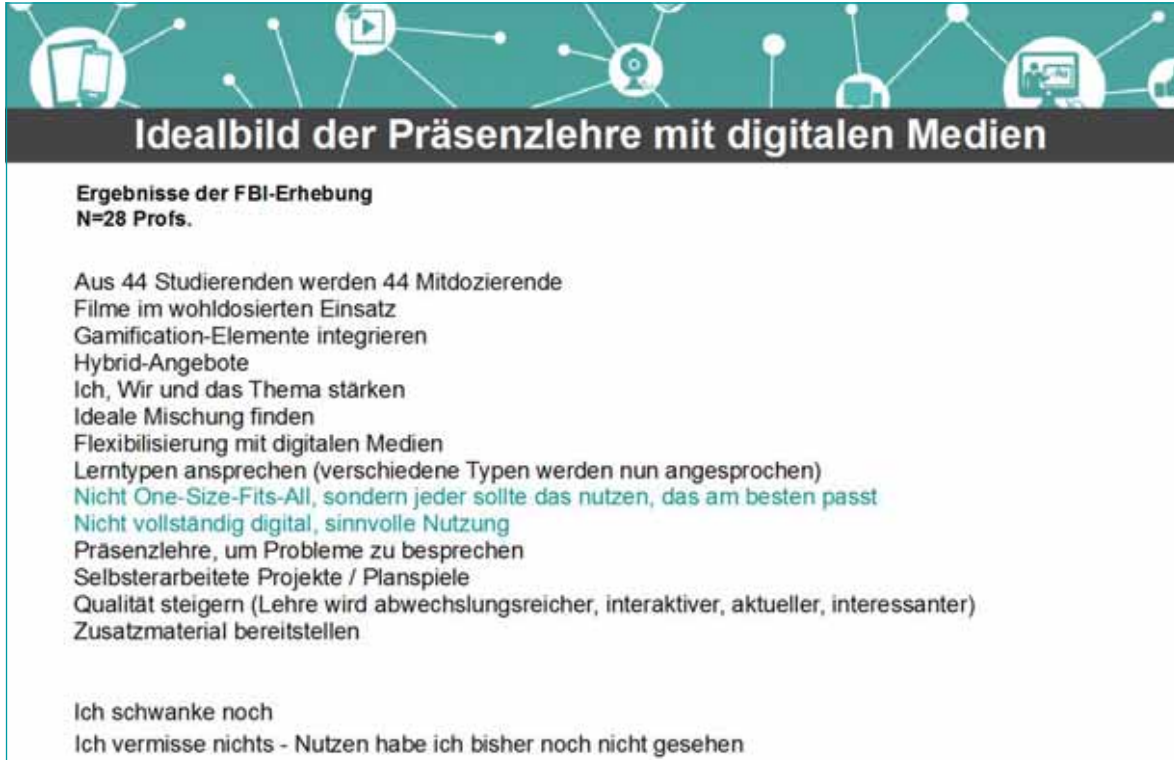 Idealbild der Präsenzlehre mit digitalen Medien
Ergebnisse der FBI-Erhebung
N=28 Profs.
Aus 44 Studierenden werden 44 Mitdozierende
Filme im wohldosierten Einsatz
Gamification-Elemente integrieren
Hybrid-Angebote
Ich, Wir und das Thema stärken
Ideale Mischung finden
Flexibilisierung mit digitalen Medien
Lerntypen ansprechen (verschiedene Typen werden nun angesprochen)
Nicht One-Size-Fits-All, sondern jeder sollte das nutzen, das am besten passt
Nicht vollständig digital, sinnvolle Nutzung
Präsenzlehre, um Probleme zu besprechen
Selbsterarbeitete Projekte / Planspiele
Qualität steigern (Lehre wird abwechslungsreicher, interaktiver, aktueller, interessanter)
Zusatzmaterial bereitstellen
Ich schwanke noch
Ich vermisse nichts - Nutzen habe ich bisher noch nicht gesehen